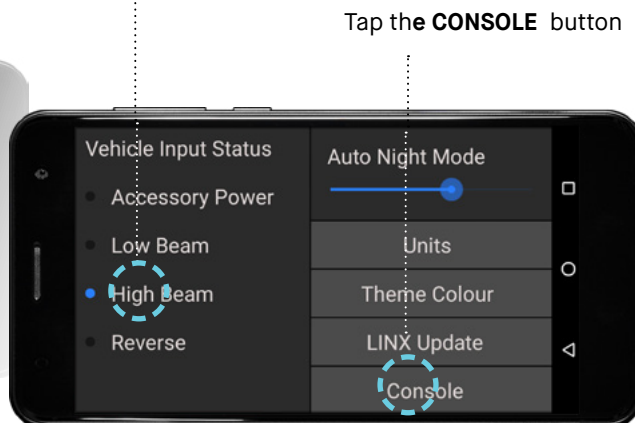 Tap the CONSOLE button
Vehicle Input Status
Accessory Power
Low Beam
High Beam
Reverse
Auto Night Mode
Units
Theme Colour
LINX Update
Console